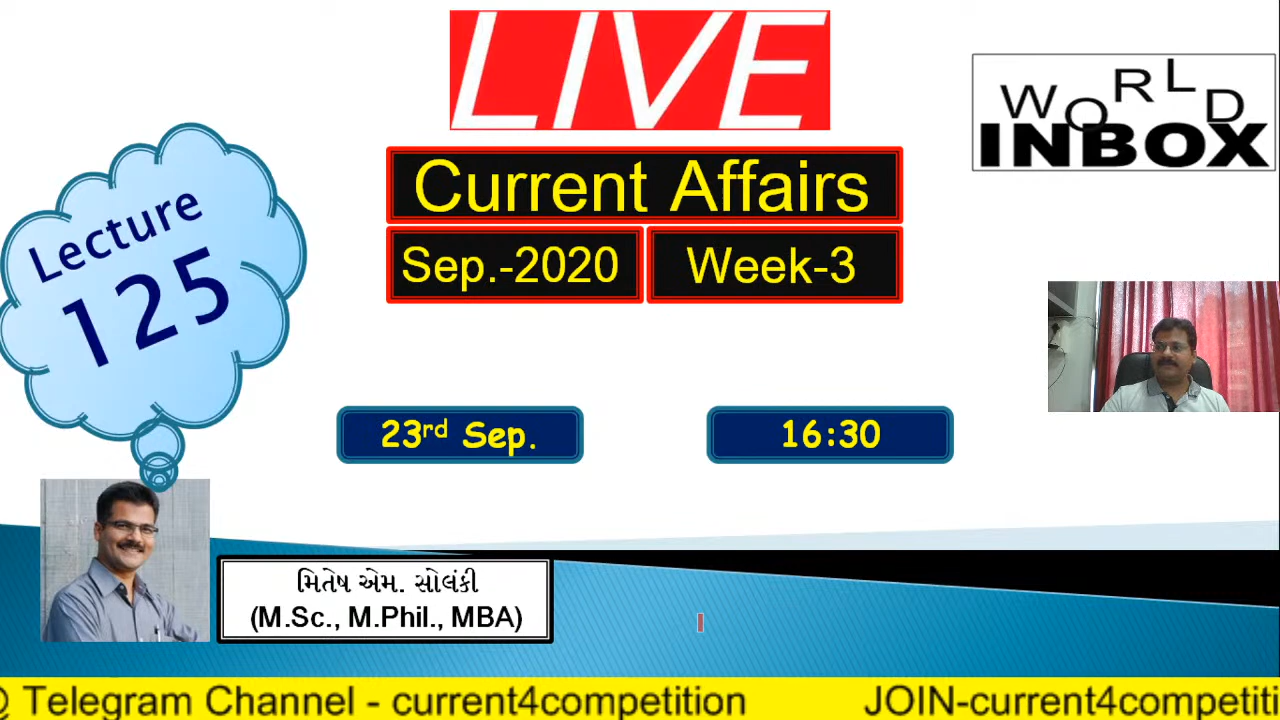 LIVE
WORLD
INBOX
Current Affairs
Sep.-2020
Week-3
Lecture
125
23rd Sep.
16:30
મિતેષ એમ. સોલંકી
(M.Sc., M.Phil., MBA)
@ Telegram Channel - current4competition JOIN-current4competiti